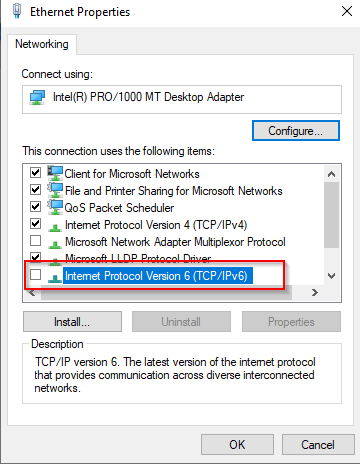 Ethernet Properties
Networking
Connect using:
Intel(R) PRO/1000 MT Desktop Adapter
Configure...
This connection uses the following items:
Client for Microsoft Networks
File and Printer Sharing for Microsoft Networks
QoS Packet Scheduler
Internet Protocol Version 4 (TCP/IPv4)
Microsoft Network Adapter Multiplexor Protocol
Microsoft LLDP Protocol Driver
Internet Protocol Version 6 (TCP/IPv6)
Install...
Uninstall
Properties
Description
TCP/IP version 6. The latest version of the internet protocol
that provides communication across diverse interconnected
networks.
OK
Cancel